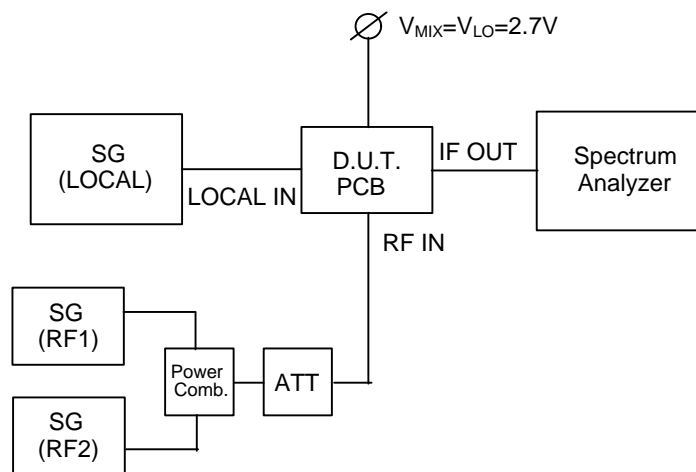 V_MIX=V_LO=2.7V
SG
(LOCAL)
LOCAL IN
D.U.T.
PCB
IF OUT
Spectrum
Analyzer
RF IN
SG
(RF1)
Power
Comb.
ATT
SG
(RF2)